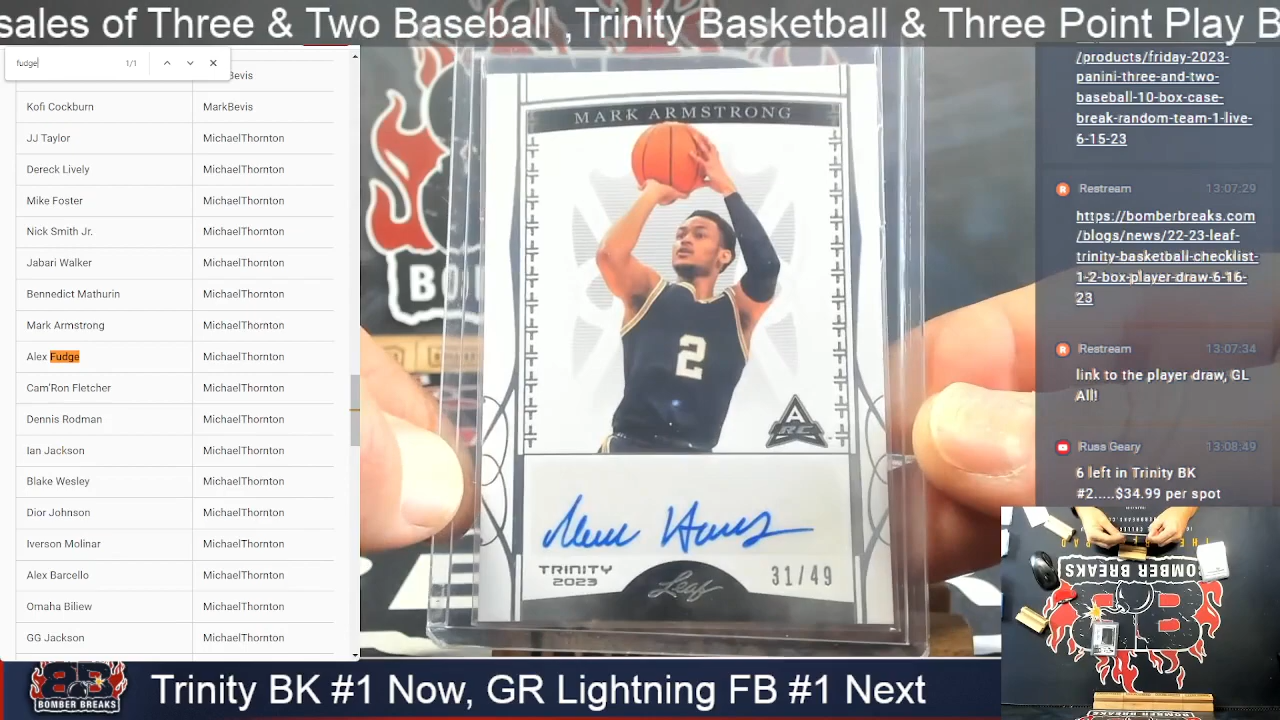 sales of Three & Two Baseball ,Trinity Basketball & Three Point Play B
fudge 1/1
Bevis
Kofi Cockburn MarkBevis
JJ Taylor MichaelThornton
Dereck Lively MichaelThornton
Mike Foster MichaelThornton
Nick Smith MichaelThornton
Jabari Walker MichaelThornton
Bennedict Mathurin MichaelThornton
Mark Armstrong MichaelThornton
Alex Fudge MichaelThornton
Cam'Ron Fletcher MichaelThornton
Dennis Rodman MichaelThornton
Ian Jackson MichaelThornton
Blake Wesley MichaelThornton
Dior Johnson MichaelThornton
Iverson Molinar MichaelThornton
Alex Barcello MichaelThornton
Omaha Biliew MichaelThornton
GG Jackson MichaelThornton
MARK ARMSTRONG
2
A
RC
TRINITY
2023
Leaf
31/49
BO
/products/friday-2023-
panini-three-and-two-
baseball-10-box-case-
break-random-team-1-live-
6-15-23
Restream 13:07:29
https://bomberbreaks.com
/blogs/news/22-23-leaf-
trinity-basketball-checklist-
1-2-box-player-draw-6-16-
23
Restream 13:07:34
link to the player draw, GL
All!
Russ Geary 13:08:49
6 left in Trinity BK
#2.....$34.99 per spot
BOMBER BREAKS
BOMBER BREAKS
Trinity BK #1 Now, GR Lightning FB #1 Next